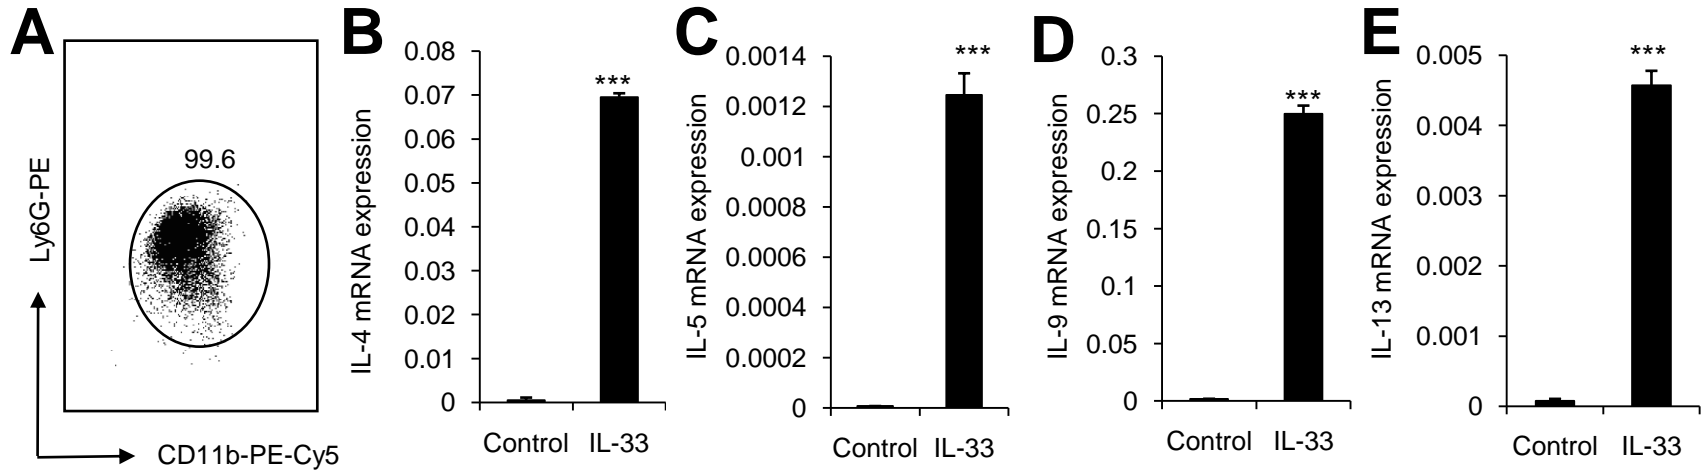 A
99.6
Ly6G-PE
CD11b-PE-Cy5
B
IL-4 mRNA expression
0.08
0.07
0.06
0.05
0.04
0.03
0.02
0.01
0
***
Control IL-33
C
IL-5 mRNA expression
0.0014
0.0012
0.001
0.0008
0.0006
0.0004
0.0002
0
***
Control IL-33
D
IL-9 mRNA expression
0.3
0.25
0.2
0.15
0.1
0.05
0
***
Control IL-33
E
IL-13 mRNA expression
0.005
0.004
0.003
0.002
0.001
0
***
Control IL-33